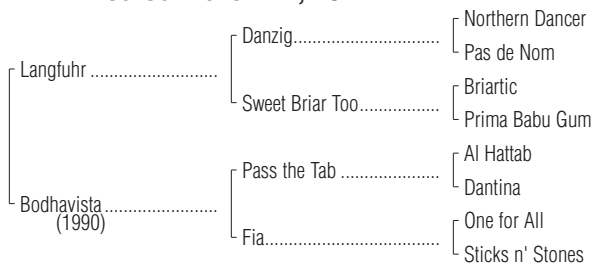 Northern Dancer
Danzig..................................
Pas de Nom
Langfuhr ..............................
Briartic
Sweet Briar Too...................
Prima Babu Gum
Al Hattab
Pass the Tab .......................
Dantina
Bodhavista...........................
(1990)
One for All
Fia.........................................
Sticks n' Stones